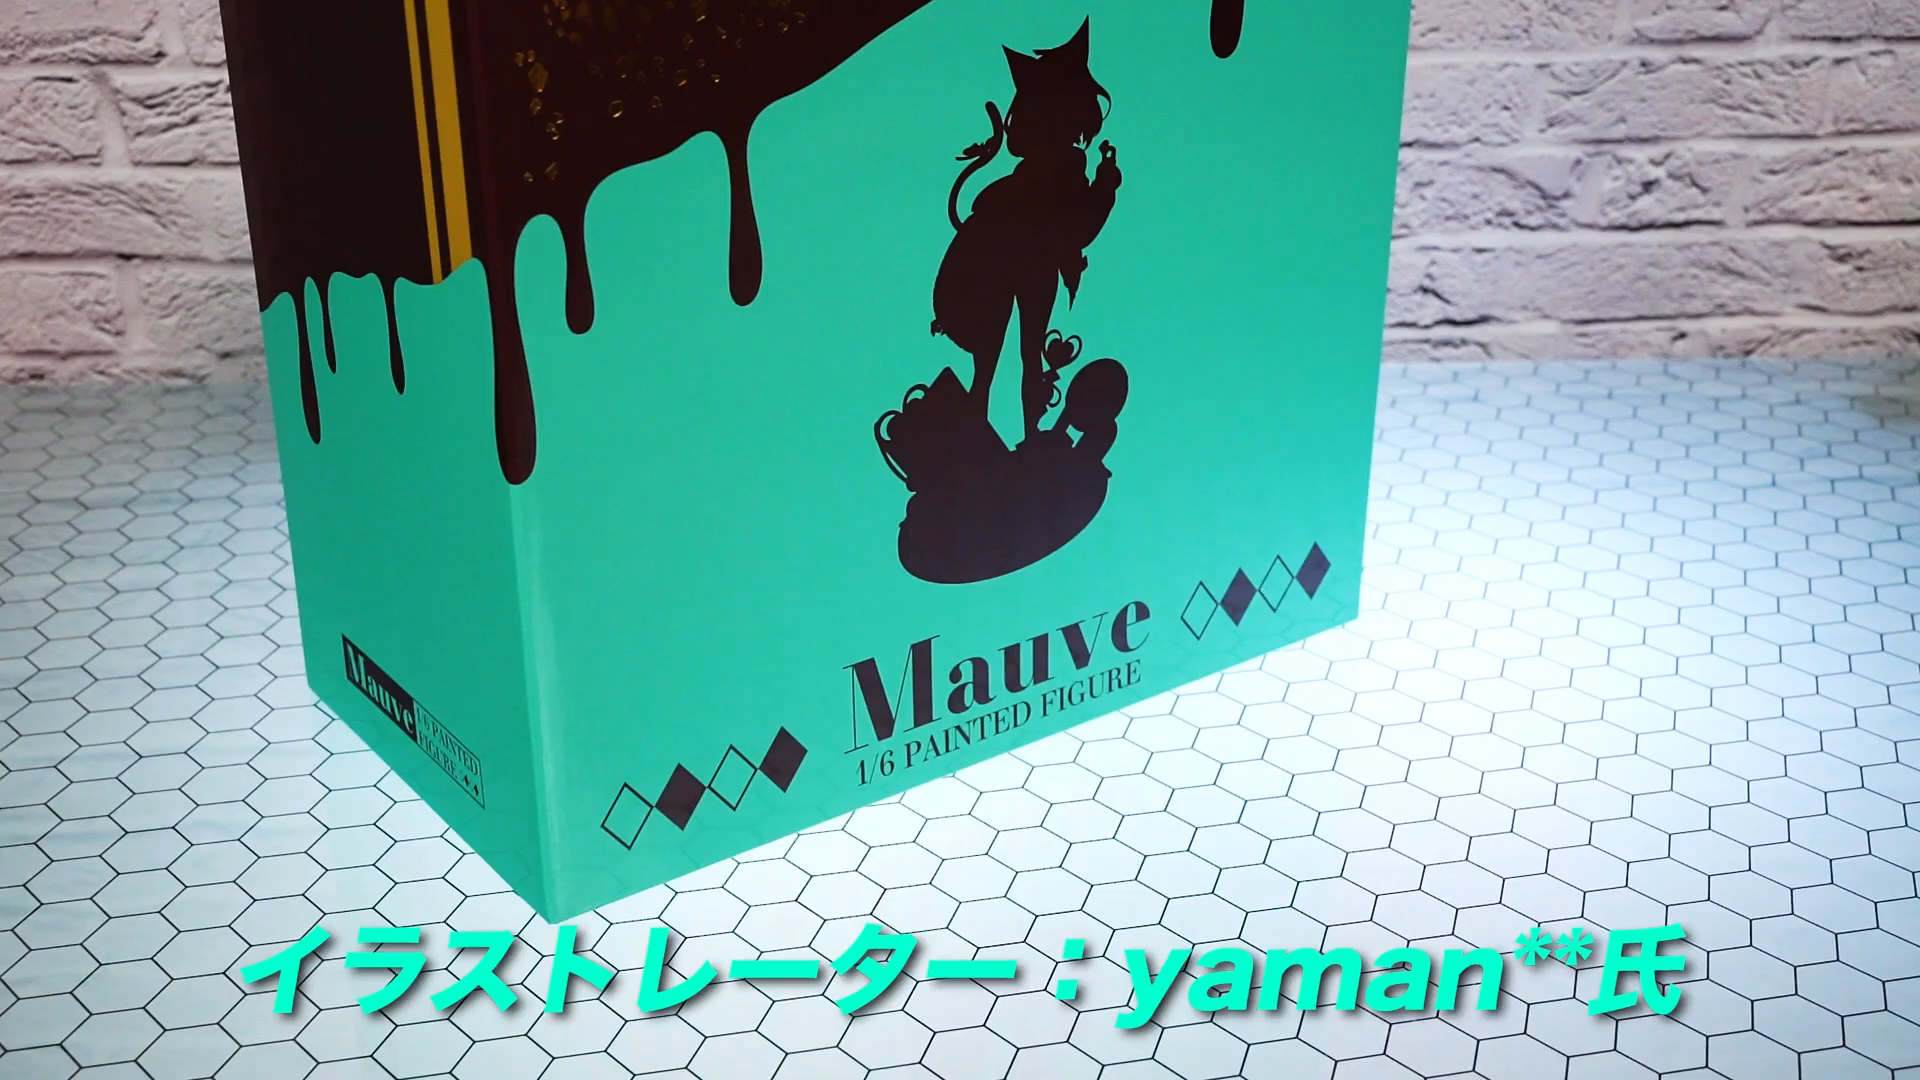 Mauve
1/6 PAINTED FIGURE
Mauve
1/6 PAINTED
FIGURE
イラストレーター：yaman**氏